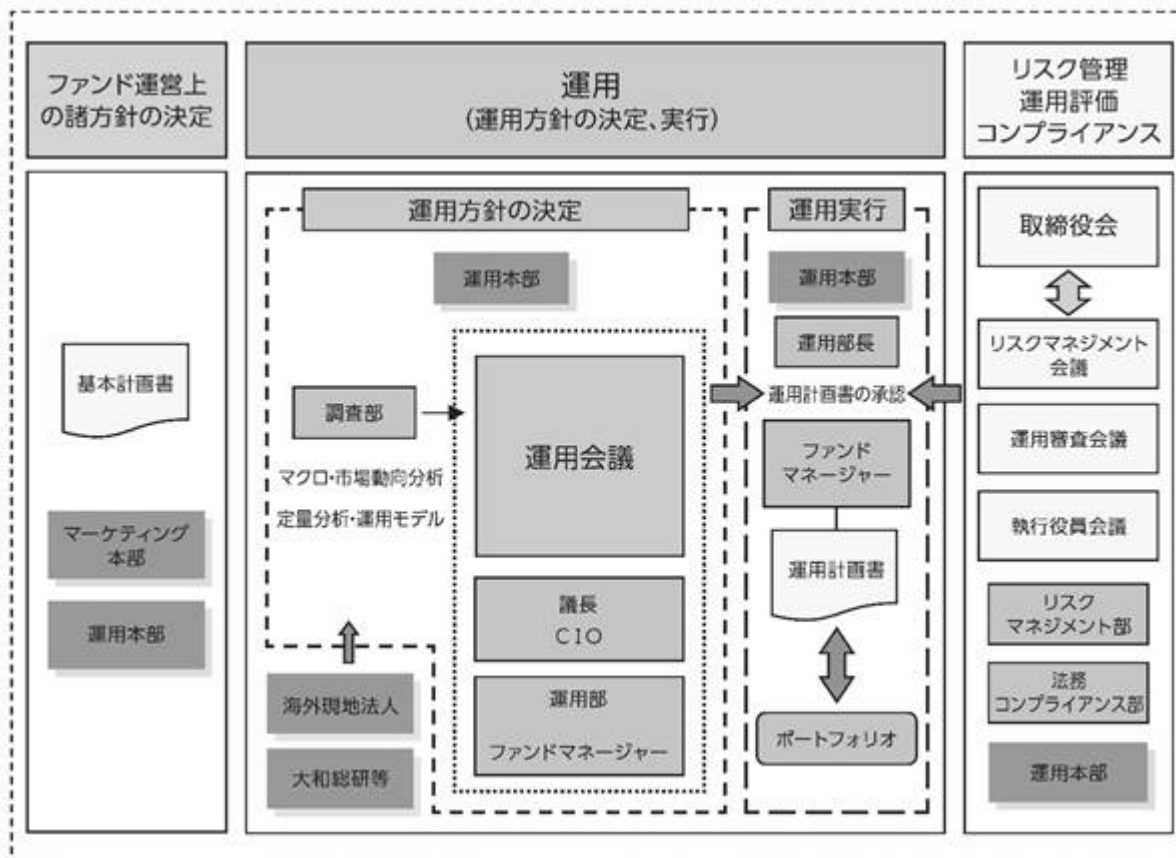 ファンド運営上
の諸方針の決定
運用
(運用方針の決定、実行)
リスク管理
運用評価
コンプライアンス
基本計画書
マーケティング
本部
運用本部
運用方針の決定
運用本部
調査部
マクロ・市場動向分析
定量分析・運用モデル
運用会議
議長
CIO
運用部
ファンドマネージャー
海外現地法人
大和総研等
運用実行
運用本部
運用部長
運用計画書の承認
ファンド
マネージャー
運用計画書
ポートフォリオ
取締役会
リスクマネジメント
会議
運用審査会議
執行役員会議
リスク
マネジメント部
法務
コンプライアンス部
運用本部